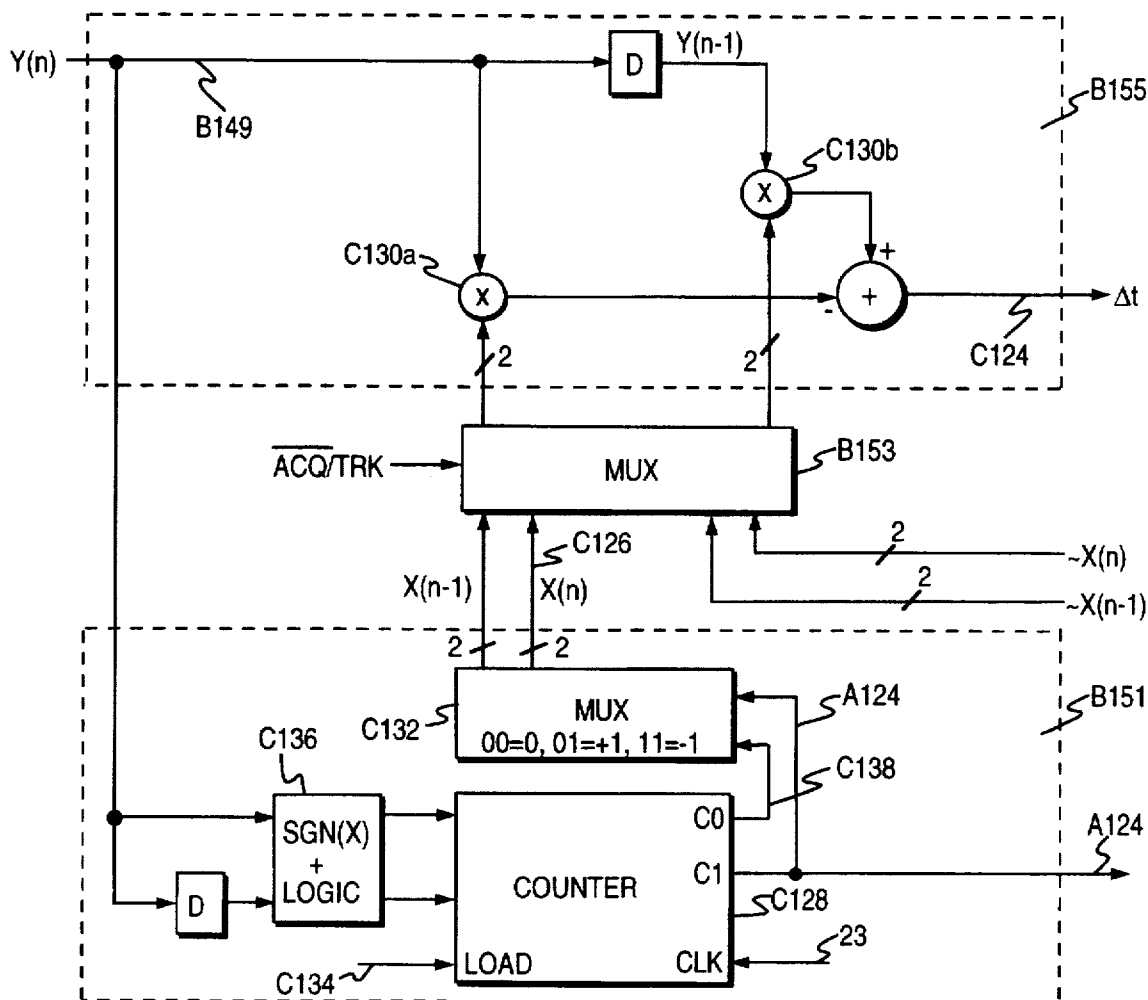 Y(n)
B149
D
Y(n-1)
B155
C130b
X
C130a
X
+
-
+
Δt
C124
2
2
ACQ/TRK
MUX
B153
C126
2
~X(n)
X(n-1)
X(n)
2
~X(n-1)
2
2
C132
MUX
00=0, 01=+1, 11=-1
A124
B151
C136
C138
SGN(X)
+
LOGIC
C0
C1
A124
D
COUNTER
C128
23
C134
LOAD
CLK